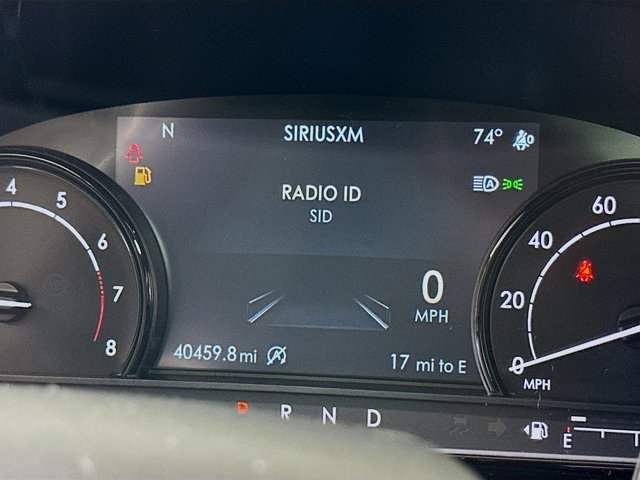 N SIRIUSXM 74°
RADIO ID
SID
0
MPH
40459.8 mi
17 mi to E
4 5 6 7 8
0 20 40 60
MPH
P R N D
E